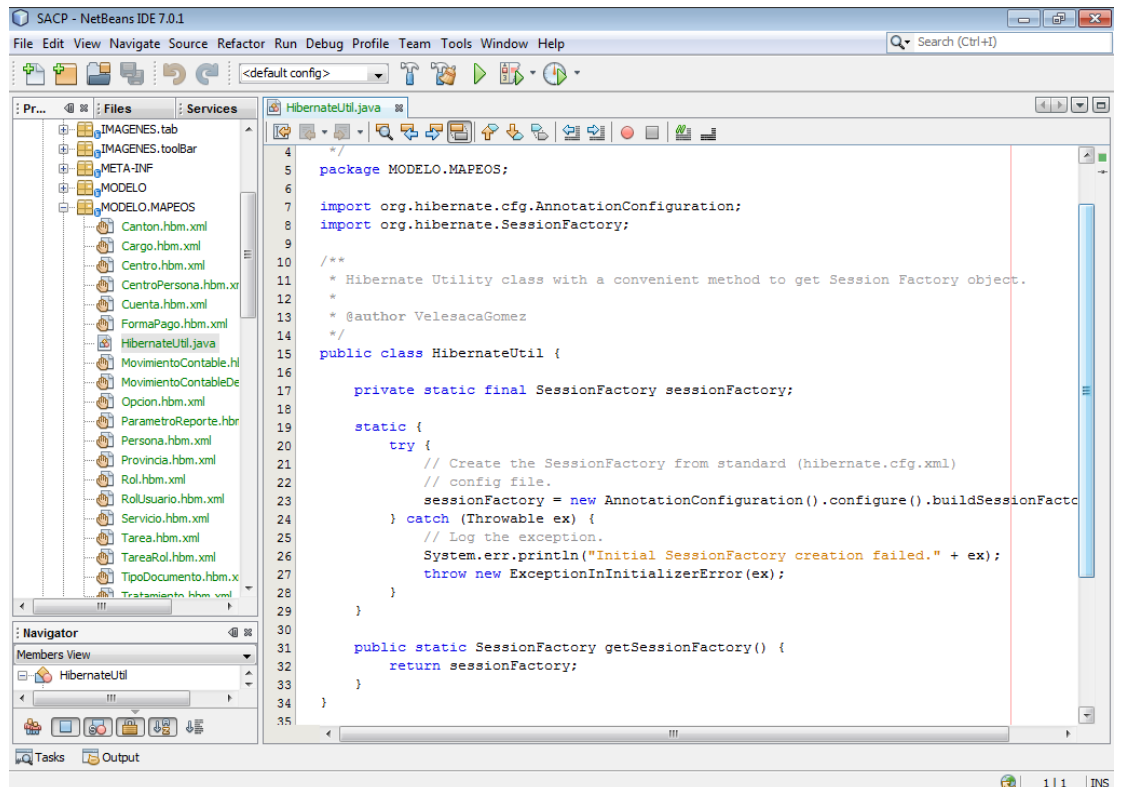 SACP - NetBeans IDE 7.0.1
File Edit View Navigate Source Refactor Run Debug Profile Team Tools Window Help
Search (Ctrl+I)
<default config>
Pr...
Files
Services
IMAGENES.tab
IMAGENES.toolBar
META-INF
MODELO
MODELO.MAPEOS
Canton.hbm.xml
Cargo.hbm.xml
Centro.hbm.xml
CentroPersona.hbm.xr
Cuenta.hbm.xml
FormaPago.hbm.xml
HibernateUtil.java
MovimientoContable.hl
MovimientoContableDe
Opcion.hbm.xml
ParametroReporte.hbr
Persona.hbm.xml
Provincia.hbm.xml
Rol.hbm.xml
RolUsuario.hbm.xml
Servicio.hbm.xml
Tarea.hbm.xml
TareaRol.hbm.xml
TipoDocumento.hbm.x
Tratamiento.hbm.xml
Navigator
Members View
HibernateUtil
HibernateUtil.java
4 */
5 package MODELO.MAPEOS;
6
7 import org.hibernate.cfg.AnnotationConfiguration;
8 import org.hibernate.SessionFactory;
9
10 /**
11 * Hibernate Utility class with a convenient method to get Session Factory object.
12 *
13 * @author VelesacaGomez
14 */
15 public class HibernateUtil {
16
17 private static final SessionFactory sessionFactory;
18
19 static {
20 try {
21 // Create the SessionFactory from standard (hibernate.cfg.xml)
22 // config file.
23 sessionFactory = new AnnotationConfiguration().configure().buildSessionFacto
24 } catch (Throwable ex) {
25 // Log the exception.
26 System.err.println("Initial SessionFactory creation failed." + ex);
27 throw new ExceptionInInitializerError(ex);
28 }
29 }
30
31 public static SessionFactory getSessionFactory() {
32 return sessionFactory;
33 }
34 }
35
Tasks
Output
1 | 1
INS